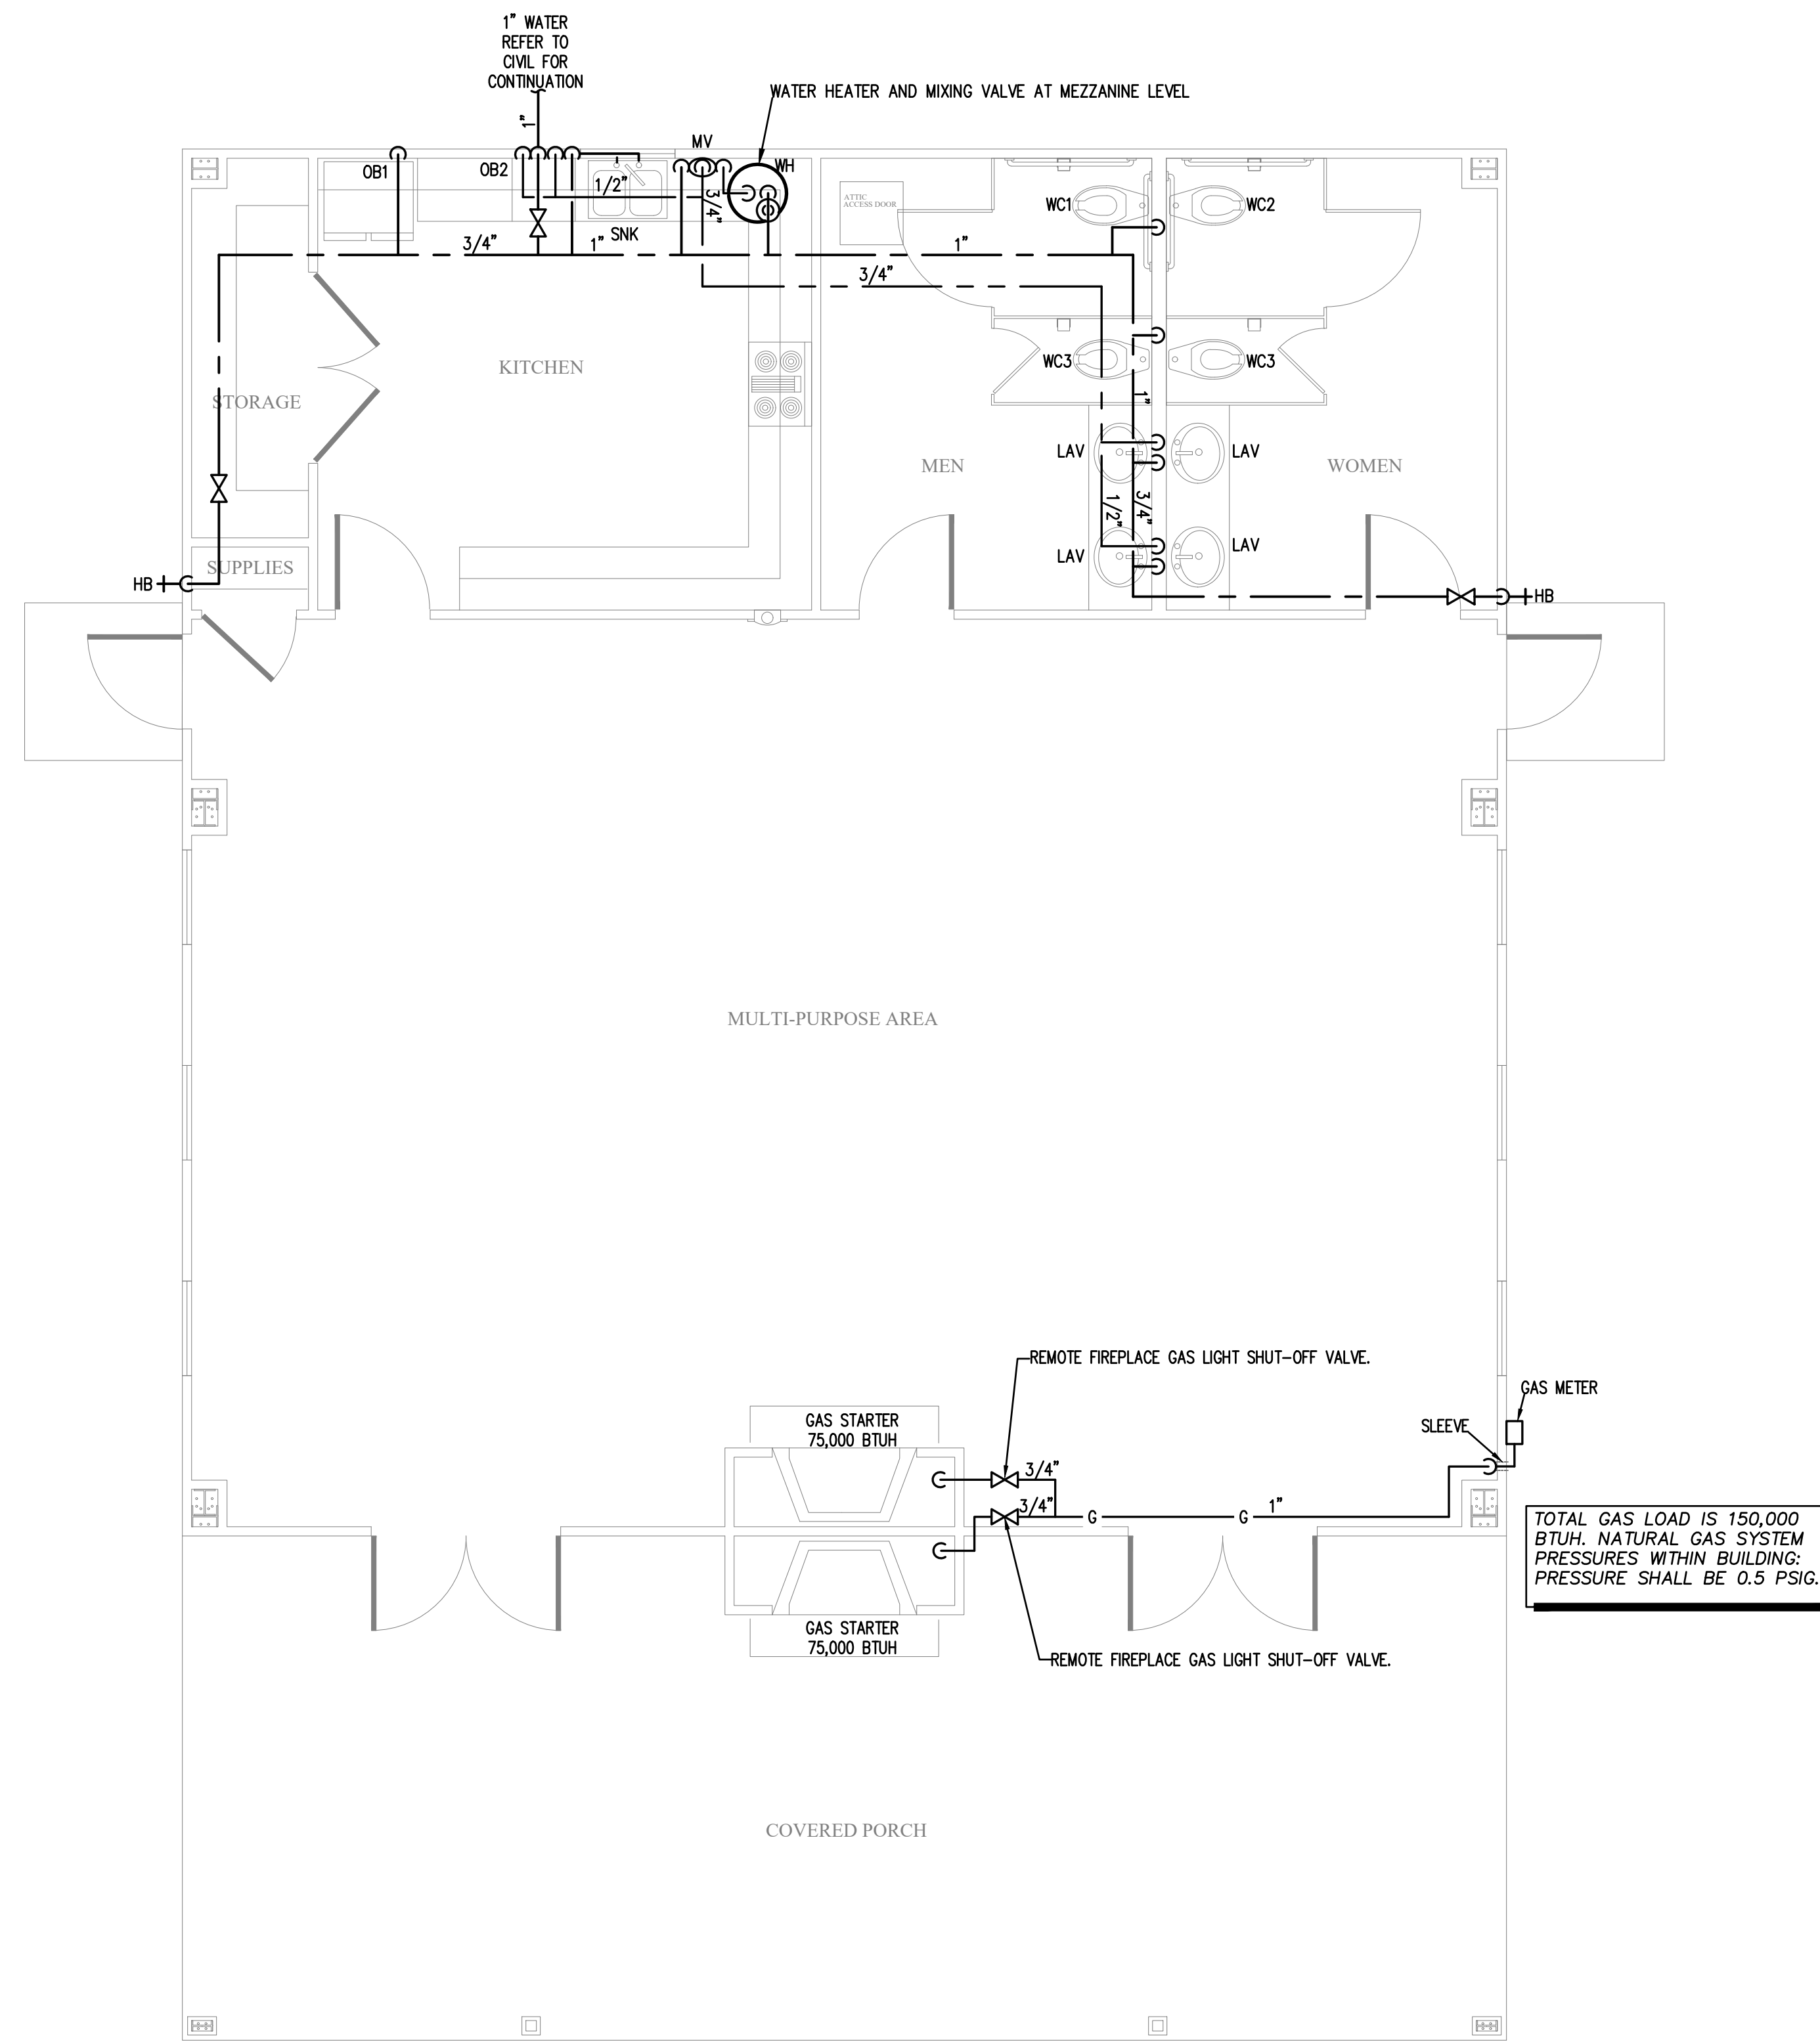 1" WATER
REFER TO
CIVIL FOR
CONTINUATION
WATER HEATER AND MIXING VALVE AT MEZZANINE LEVEL
1"
OB1
OB2
MV
WH
1/2"
3/4"
SNK
ATTIC
ACCESS DOOR
WC1
WC2
3/4"
1"
1"
3/4"
KITCHEN
STORAGE
WC3
WC3
1"
MEN
LAV
LAV
WOMEN
1/2"
3/4"
LAV
LAV
SUPPLIES
HB
HB
MULTI-PURPOSE AREA
REMOTE FIREPLACE GAS LIGHT SHUT-OFF VALVE.
GAS METER
SLEEVE
GAS STARTER
75,000 BTUH
3/4"
3/4"
G
G
1"
TOTAL GAS LOAD IS 150,000
BTUH. NATURAL GAS SYSTEM
PRESSURES WITHIN BUILDING:
PRESSURE SHALL BE 0.5 PSIG.
GAS STARTER
75,000 BTUH
REMOTE FIREPLACE GAS LIGHT SHUT-OFF VALVE.
COVERED PORCH